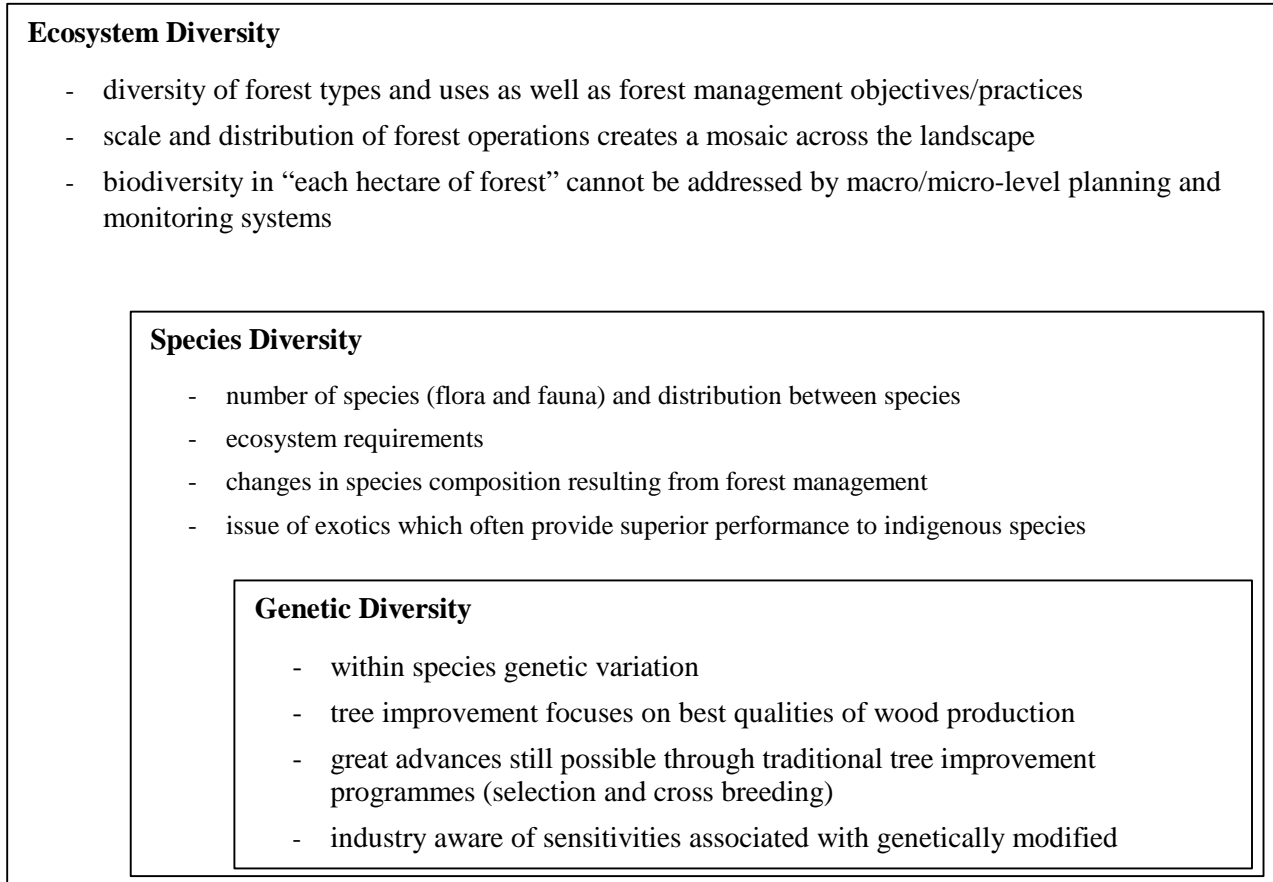 Ecosystem Diversity
- diversity of forest types and uses as well as forest management objectives/practices
- scale and distribution of forest operations creates a mosaic across the landscape
- biodiversity in “each hectare of forest” cannot be addressed by macro/micro-level planning and
monitoring systems
Species Diversity
- number of species (flora and fauna) and distribution between species
- ecosystem requirements
- changes in species composition resulting from forest management
- issue of exotics which often provide superior performance to indigenous species
Genetic Diversity
- within species genetic variation
- tree improvement focuses on best qualities of wood production
- great advances still possible through traditional tree improvement
programmes (selection and cross breeding)
- industry aware of sensitivities associated with genetically modified